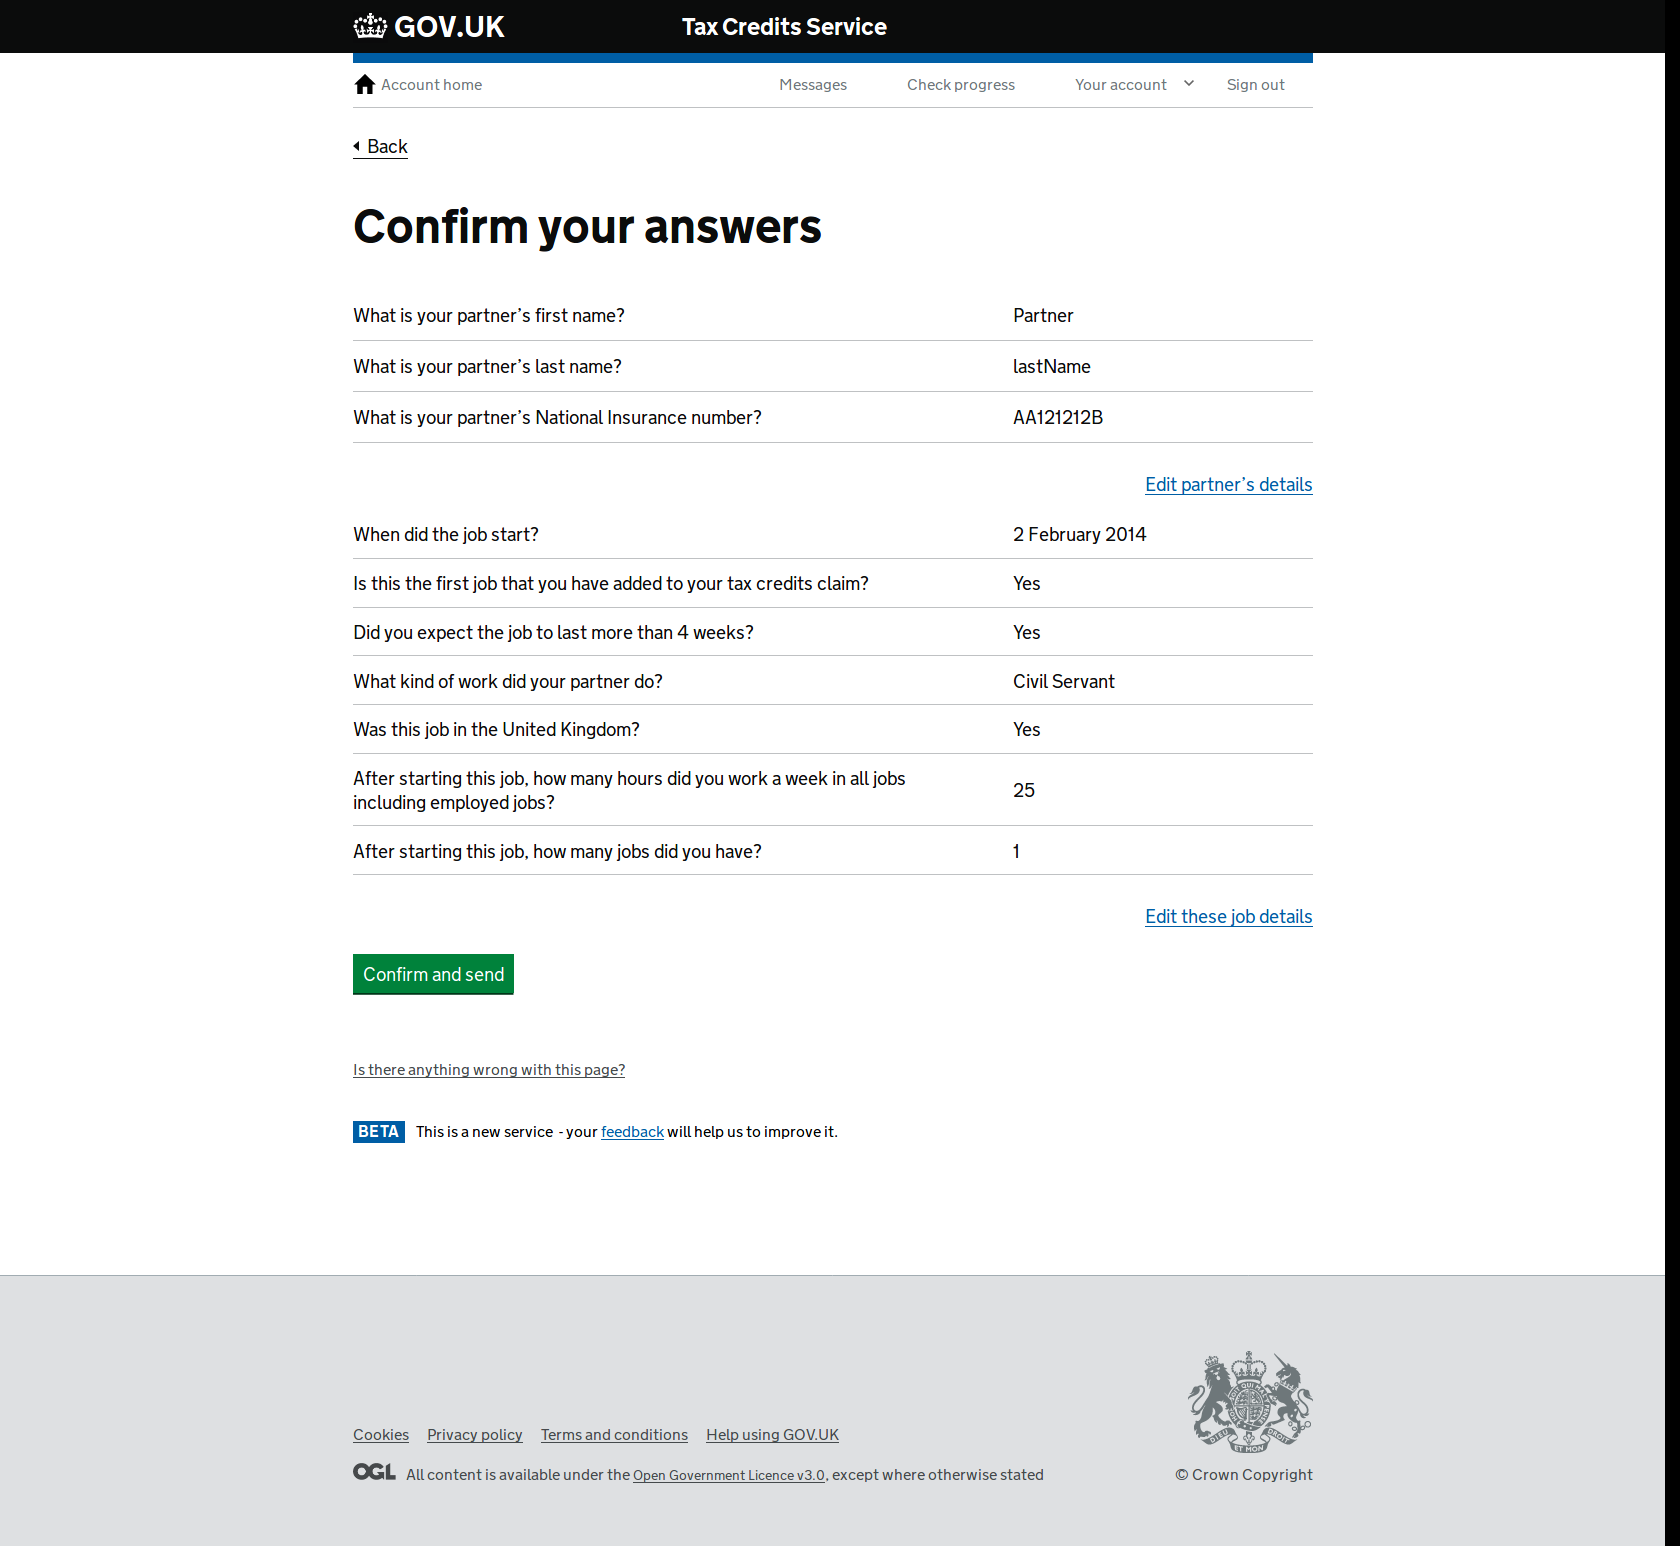 GOV.UK
Tax Credits Service
Account home
Messages
Check progress
Your account
Sign out
Back
Confirm your answers
What is your partner's first name? Partner
What is your partner's last name? lastName
What is your partner's National Insurance number? AA121212B
Edit partner's details
When did the job start? 2 February 2014
Is this the first job that you have added to your tax credits claim? Yes
Did you expect the job to last more than 4 weeks? Yes
What kind of work did your partner do? Civil Servant
Was this job in the United Kingdom? Yes
After starting this job, how many hours did you work a week in all jobs
including employed jobs?
25
After starting this job, how many jobs did you have? 1
Edit these job details
Confirm and send
Is there anything wrong with this page?
BETA This is a new service - your feedback will help us to improve it.
Cookies Privacy policy Terms and conditions Help using GOV.UK
OGL All content is available under the Open Government Licence v3.0, except where otherwise stated
DIEU ET MON DROIT
© Crown Copyright